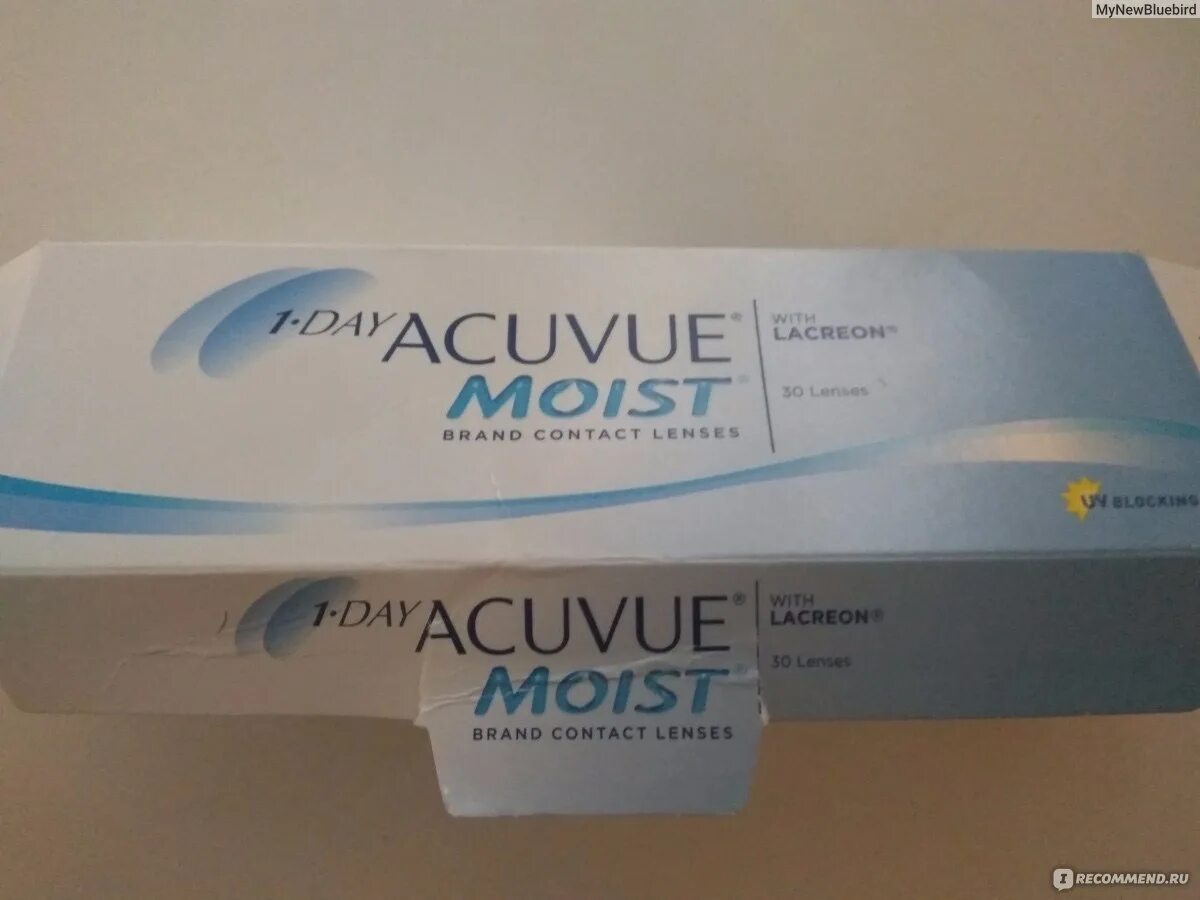 MyNewBluebird
1·DAY ACUVUE® WITH
LACREON®
MOIST® 30 Lenses
BRAND CONTACT LENSES
UV BLOCKING
1·DAY ACUVUE® WITH
LACREON®
MOIST® 30 Lenses
BRAND CONTACT LENSES
IRECOMMEND.RU